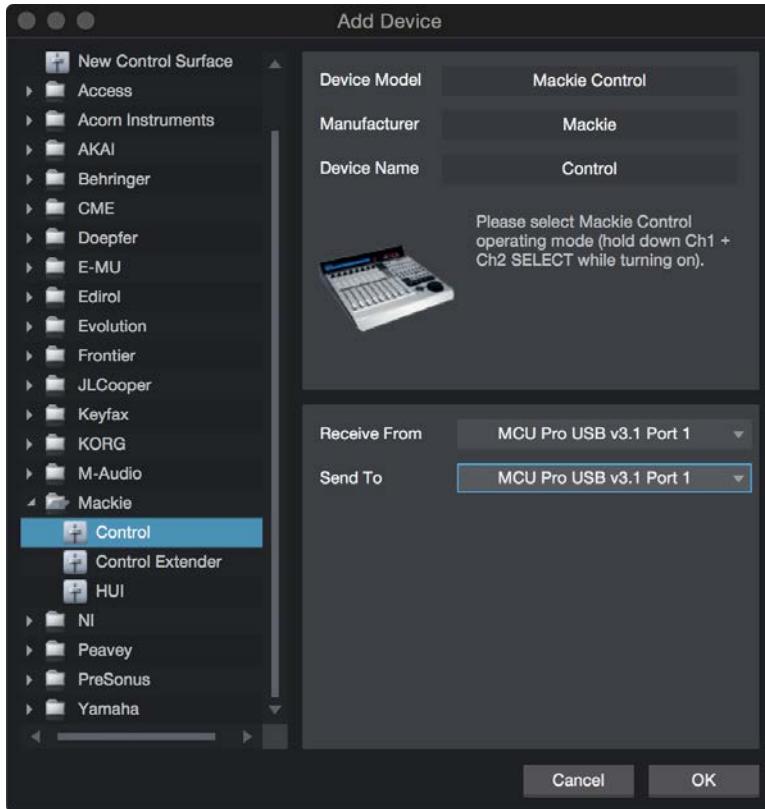 Add Device
New Control Surface
Access
Acorn Instruments
AKAI
Behringer
CME
Doepfer
E-MU
Edirol
Evolution
Frontier
JLCooper
Keyfax
KORG
M-Audio
Mackie
Control
Control Extender
HUI
NI
Peavey
PreSonus
Yamaha
Device Model Mackie Control
Manufacturer Mackie
Device Name Control
Please select Mackie Control
operating mode (hold down Ch1 +
Ch2 SELECT while turning on).
Receive From MCU Pro USB v3.1 Port 1
Send To MCU Pro USB v3.1 Port 1
Cancel OK